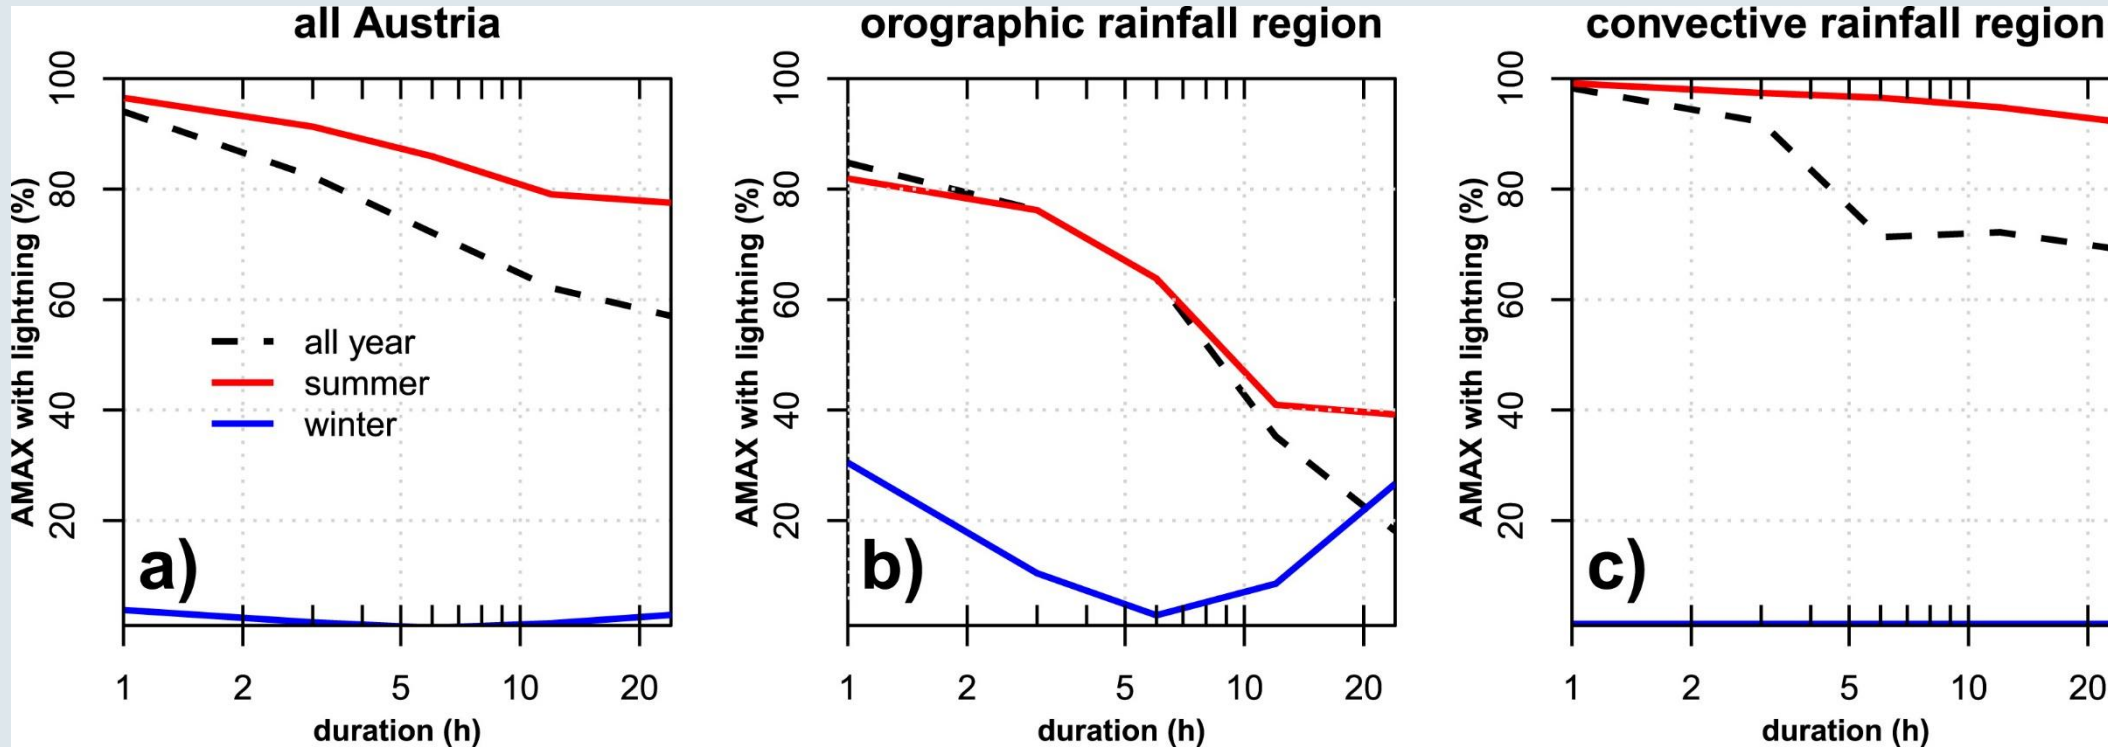 all Austria
AMAX with lightning (%)
100
80
60
40
20
all year
summer
winter
a)
1 2 5 10 20
duration (h)
orographic rainfall region
AMAX with lightning (%)
100
80
60
40
20
b)
1 2 5 10 20
duration (h)
convective rainfall region
AMAX with lightning (%)
100
80
60
40
20
c)
1 2 5 10 20
duration (h)